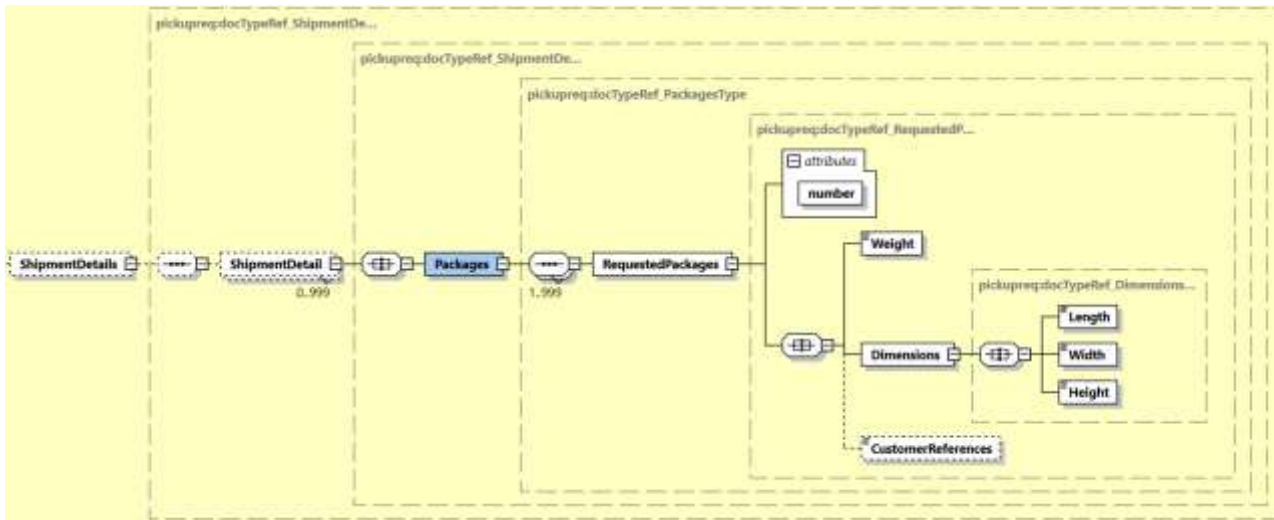 pickupreq:docTypeRef_ShipmentDe...
pickupreq:docTypeRef_ShipmentDe...
pickupreq:docTypeRef_PackagesType
pickupreq:docTypeRef_RequestedP...
attributes
number
Weight
ShipmentDetails
ShipmentDetail
Packages
RequestedPackages
0..999
1..999
pickupreq:docTypeRef_Dimensions...
Length
Dimensions
Width
Height
CustomerReferences